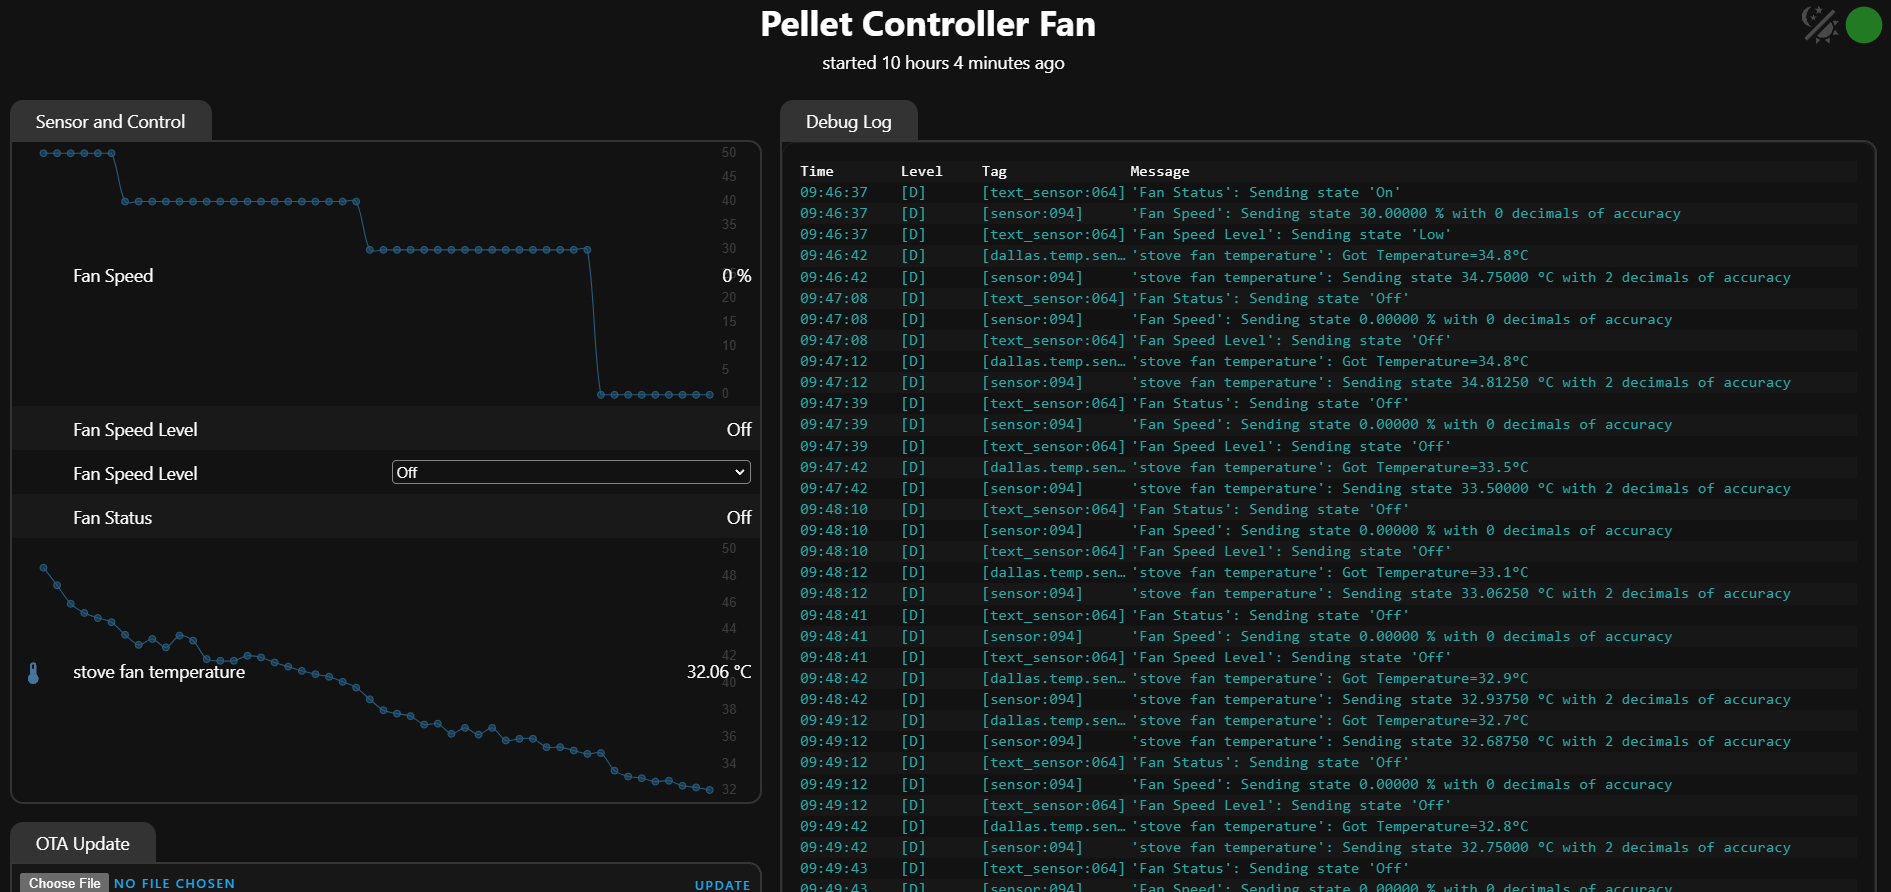 Pellet Controller Fan
started 10 hours 4 minutes ago
Sensor and Control
50
45
40
35
30
Fan Speed 0 %
20
15
10
5
0
Fan Speed Level Off
Fan Speed Level Off
Fan Status Off
50
48
46
44
42
stove fan temperature 32.06 °C
40
38
36
34
32
OTA Update
Choose File NO FILE CHOSEN UPDATE
Debug Log
Time Level Tag Message
09:46:37 [D] [text_sensor:064] 'Fan Status': Sending state 'On'
09:46:37 [D] [sensor:094] 'Fan Speed': Sending state 30.00000 % with 0 decimals of accuracy
09:46:37 [D] [text_sensor:064] 'Fan Speed Level': Sending state 'Low'
09:46:42 [D] [dallas.temp.sen… 'stove fan temperature': Got Temperature=34.8°C
09:46:42 [D] [sensor:094] 'stove fan temperature': Sending state 34.75000 °C with 2 decimals of accuracy
09:47:08 [D] [text_sensor:064] 'Fan Status': Sending state 'Off'
09:47:08 [D] [sensor:094] 'Fan Speed': Sending state 0.00000 % with 0 decimals of accuracy
09:47:08 [D] [text_sensor:064] 'Fan Speed Level': Sending state 'Off'
09:47:12 [D] [dallas.temp.sen… 'stove fan temperature': Got Temperature=34.8°C
09:47:12 [D] [sensor:094] 'stove fan temperature': Sending state 34.81250 °C with 2 decimals of accuracy
09:47:39 [D] [text_sensor:064] 'Fan Status': Sending state 'Off'
09:47:39 [D] [sensor:094] 'Fan Speed': Sending state 0.00000 % with 0 decimals of accuracy
09:47:39 [D] [text_sensor:064] 'Fan Speed Level': Sending state 'Off'
09:47:42 [D] [dallas.temp.sen… 'stove fan temperature': Got Temperature=33.5°C
09:47:42 [D] [sensor:094] 'stove fan temperature': Sending state 33.50000 °C with 2 decimals of accuracy
09:48:10 [D] [text_sensor:064] 'Fan Status': Sending state 'Off'
09:48:10 [D] [sensor:094] 'Fan Speed': Sending state 0.00000 % with 0 decimals of accuracy
09:48:10 [D] [text_sensor:064] 'Fan Speed Level': Sending state 'Off'
09:48:12 [D] [dallas.temp.sen… 'stove fan temperature': Got Temperature=33.1°C
09:48:12 [D] [sensor:094] 'stove fan temperature': Sending state 33.06250 °C with 2 decimals of accuracy
09:48:41 [D] [text_sensor:064] 'Fan Status': Sending state 'Off'
09:48:41 [D] [sensor:094] 'Fan Speed': Sending state 0.00000 % with 0 decimals of accuracy
09:48:41 [D] [text_sensor:064] 'Fan Speed Level': Sending state 'Off'
09:48:42 [D] [dallas.temp.sen… 'stove fan temperature': Got Temperature=32.9°C
09:48:42 [D] [sensor:094] 'stove fan temperature': Sending state 32.93750 °C with 2 decimals of accuracy
09:49:12 [D] [dallas.temp.sen… 'stove fan temperature': Got Temperature=32.7°C
09:49:12 [D] [sensor:094] 'stove fan temperature': Sending state 32.68750 °C with 2 decimals of accuracy
09:49:12 [D] [text_sensor:064] 'Fan Status': Sending state 'Off'
09:49:12 [D] [sensor:094] 'Fan Speed': Sending state 0.00000 % with 0 decimals of accuracy
09:49:12 [D] [text_sensor:064] 'Fan Speed Level': Sending state 'Off'
09:49:42 [D] [dallas.temp.sen… 'stove fan temperature': Got Temperature=32.8°C
09:49:42 [D] [sensor:094] 'stove fan temperature': Sending state 32.75000 °C with 2 decimals of accuracy
09:49:43 [D] [text_sensor:064] 'Fan Status': Sending state 'Off'
09:49:43 [D] [sensor:094] 'Fan Speed': Sending state 0.00000 % with 0 decimals of accuracy